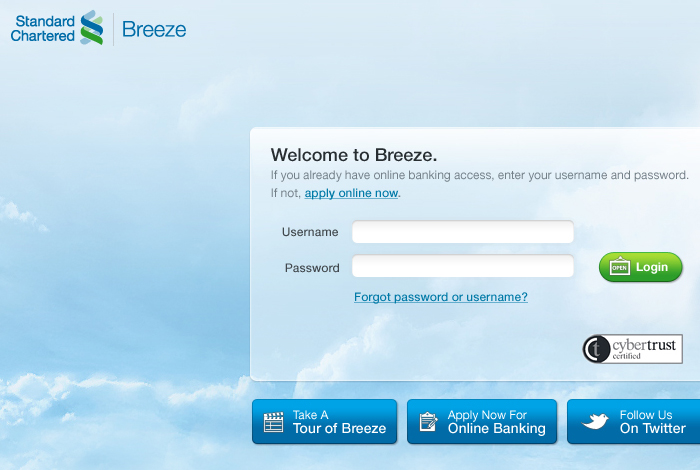 Standard
Chartered
Breeze
Welcome to Breeze.
If you already have online banking access, enter your username and password.
If not, apply online now.
Username
Password
OPEN
Login
Forgot password or username?
t
cybertrust
certified
Take A
Tour of Breeze
Apply Now For
Online Banking
Follow Us
On Twitter